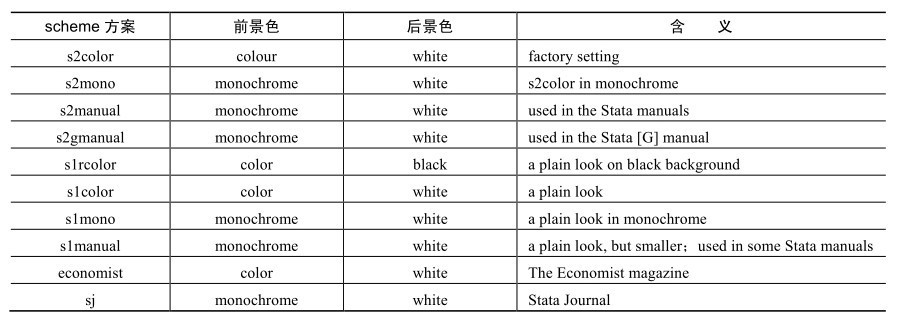 scheme 方案 前景色 后景色 含 义
s2color colour white factory setting
s2mono monochrome white s2color in monochrome
s2manual monochrome white used in the Stata manuals
s2gmanual monochrome white used in the Stata [G] manual
s1rcolor color black a plain look on black background
s1color color white a plain look
s1mono monochrome white a plain look in monochrome
s1manual monochrome white a plain look, but smaller；used in some Stata manuals
economist color white The Economist magazine
sj monochrome white Stata Journal